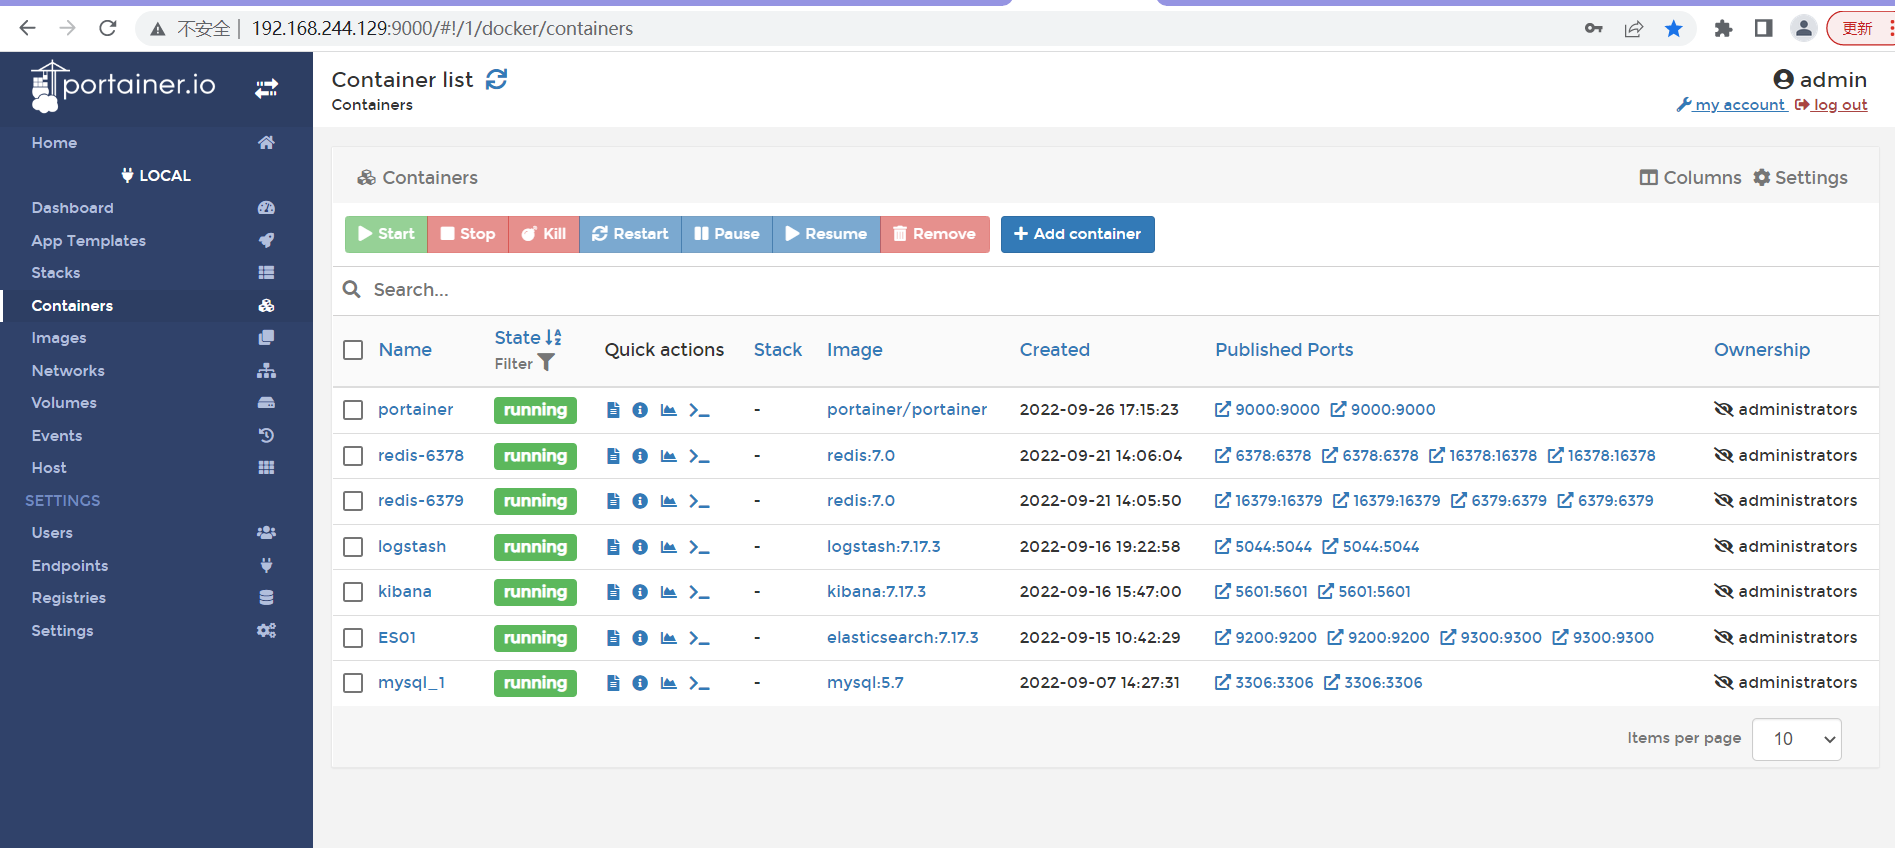 不安全 | 192.168.244.129:9000/#!/1/docker/containers 更新
portainer.io
Container list
Containers
admin
my account log out
Home
LOCAL
Dashboard
App Templates
Stacks
Containers
Images
Networks
Volumes
Events
Host
SETTINGS
Users
Endpoints
Registries
Settings
Containers Columns Settings
Start Stop Kill Restart Pause Resume Remove Add container
Search...
Name State Filter Quick actions Stack Image Created Published Ports Ownership
portainer running - portainer/portainer 2022-09-26 17:15:23 9000:9000 9000:9000 administrators
redis-6378 running - redis:7.0 2022-09-21 14:06:04 6378:6378 6378:6378 16378:16378 16378:16378 administrators
redis-6379 running - redis:7.0 2022-09-21 14:05:50 16379:16379 16379:16379 6379:6379 6379:6379 administrators
logstash running - logstash:7.17.3 2022-09-16 19:22:58 5044:5044 5044:5044 administrators
kibana running - kibana:7.17.3 2022-09-16 15:47:00 5601:5601 5601:5601 administrators
ES01 running - elasticsearch:7.17.3 2022-09-15 10:42:29 9200:9200 9200:9200 9300:9300 9300:9300 administrators
mysql_1 running - mysql:5.7 2022-09-07 14:27:31 3306:3306 3306:3306 administrators
Items per page 10